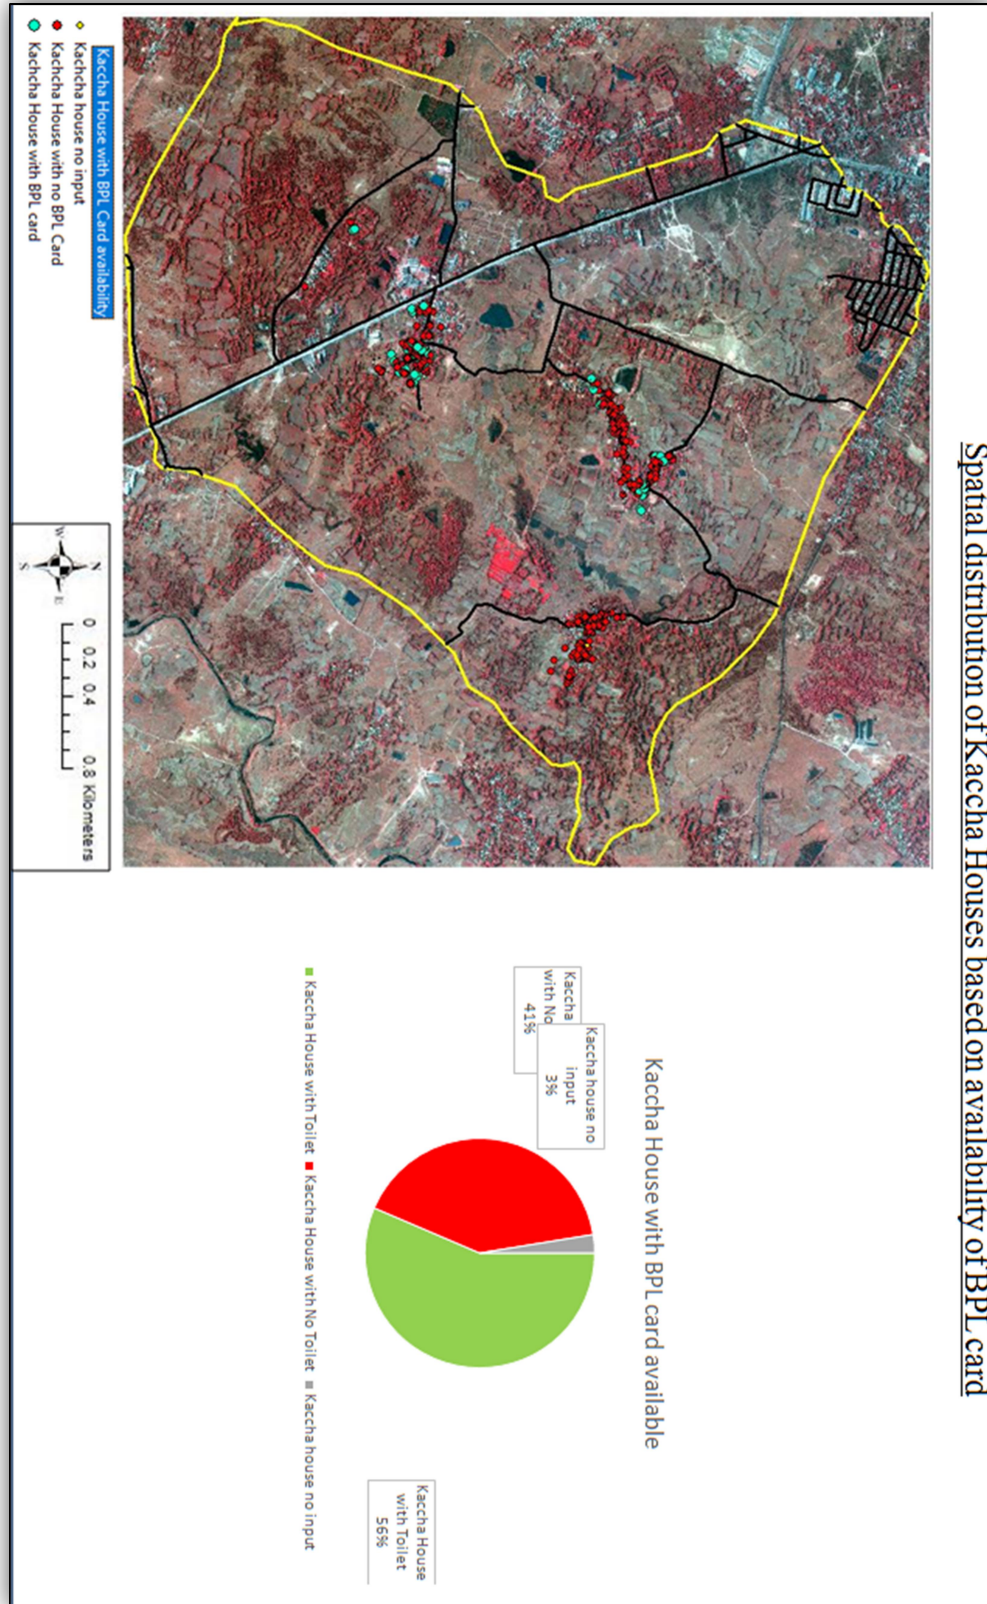 Spatial distribution of Kaccha Houses based on availability of BPL card
Kaccha House with BPL Card availability
Kachcha house no input
Kachcha House with no BPL Card
Kachcha House with BPL card
N
W
E
S
0 0.2 0.4 0.8 Kilometers
Kaccha House with BPL card available
Kaccha
with No
41%
Kaccha house no
input
3%
Kaccha House
with Toilet
56%
Kaccha House with Toilet Kaccha House with No Toilet Kaccha house no input